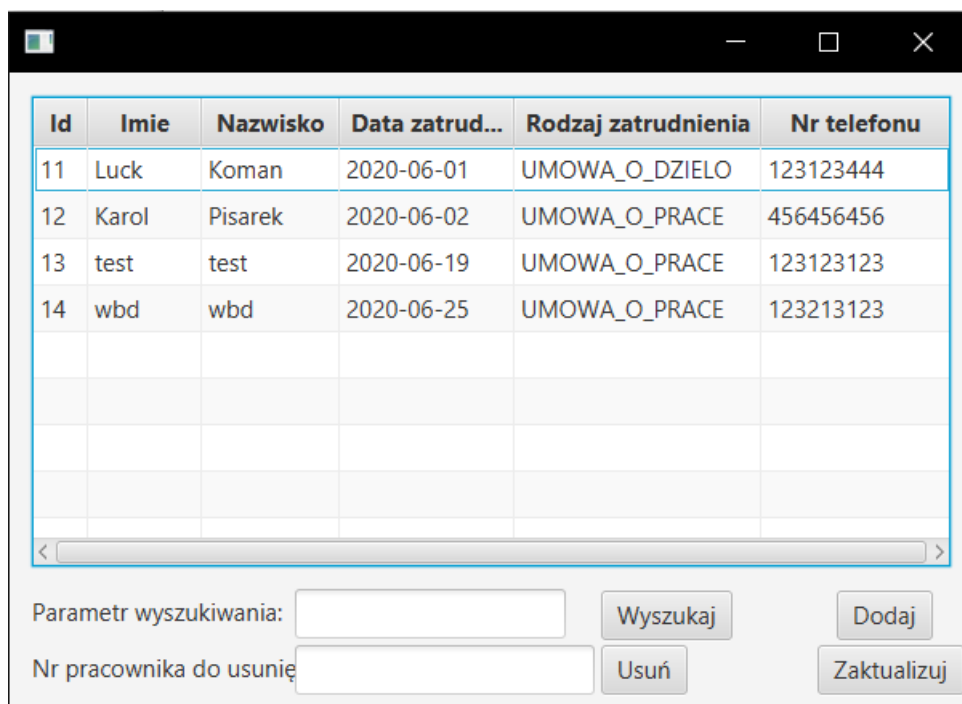 Id Imie Nazwisko Data zatrud... Rodzaj zatrudnienia Nr telefonu
11 Luck Koman 2020-06-01 UMOWA_O_DZIELO 123123444
12 Karol Pisarek 2020-06-02 UMOWA_O_PRACE 456456456
13 test test 2020-06-19 UMOWA_O_PRACE 123123123
14 wbd wbd 2020-06-25 UMOWA_O_PRACE 123213123
Parametr wyszukiwania: Wyszukaj Dodaj
Nr pracownika do usunię Usuń Zaktualizuj